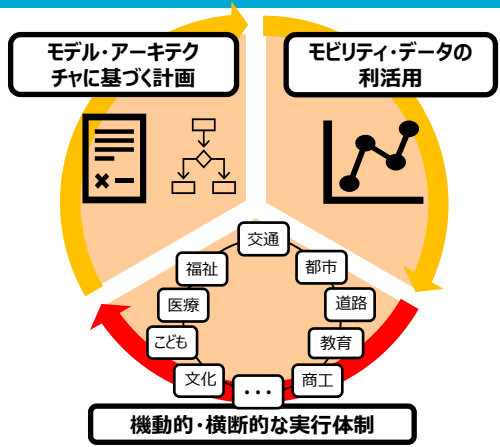 モデル・アーキテク
チャに基づく計画
モビリティ・データの
利活用
交通
福祉
都市
医療
道路
こども
教育
文化
・・・
商工
機動的・横断的な実行体制